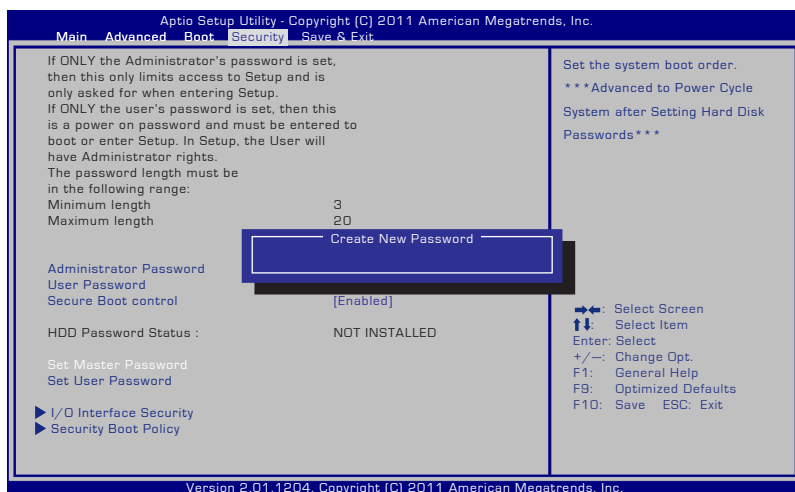 Aptio Setup Utility - Copyright (C) 2011 American Megatrends, Inc.
Main Advanced Boot Security Save & Exit
If ONLY the Administrator's password is set,
then this only limits access to Setup and is
only asked for when entering Setup.
If ONLY the user's password is set, then this
is a power on password and must be entered to
boot or enter Setup. In Setup, the User will
have Administrator rights.
The password length must be
in the following range:
Minimum length 3
Maximum length 20
Create New Password
Administrator Password
User Password
Secure Boot control [Enabled]
HDD Password Status : NOT INSTALLED
Set Master Password
Set User Password
I/O Interface Security
Security Boot Policy
Set the system boot order.
***Advanced to Power Cycle
System after Setting Hard Disk
Passwords***
→←: Select Screen
↑↓: Select Item
Enter: Select
+/—: Change Opt.
F1: General Help
F9: Optimized Defaults
F10: Save ESC: Exit
Version 2.01.1204. Copyright (C) 2011 American Megatrends, Inc.